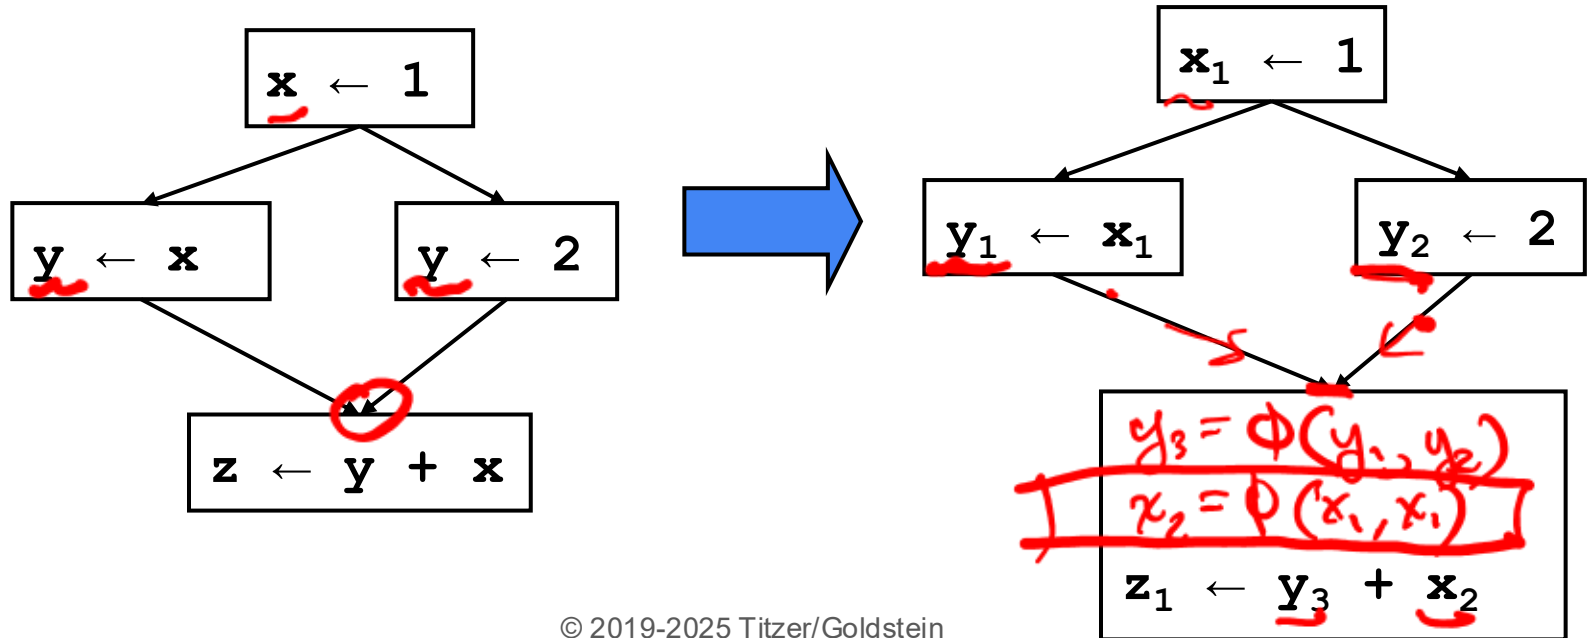 x ← 1
y ← x
y ← 2
z ← y + x
x₁ ← 1
y₁ ← x₁
y₂ ← 2
y₃ = Φ(y₁, y₂)
x₂ = Φ(x₁, x₁)
z₁ ← y₃ + x₂
© 2019-2025 Titzer/Goldstein